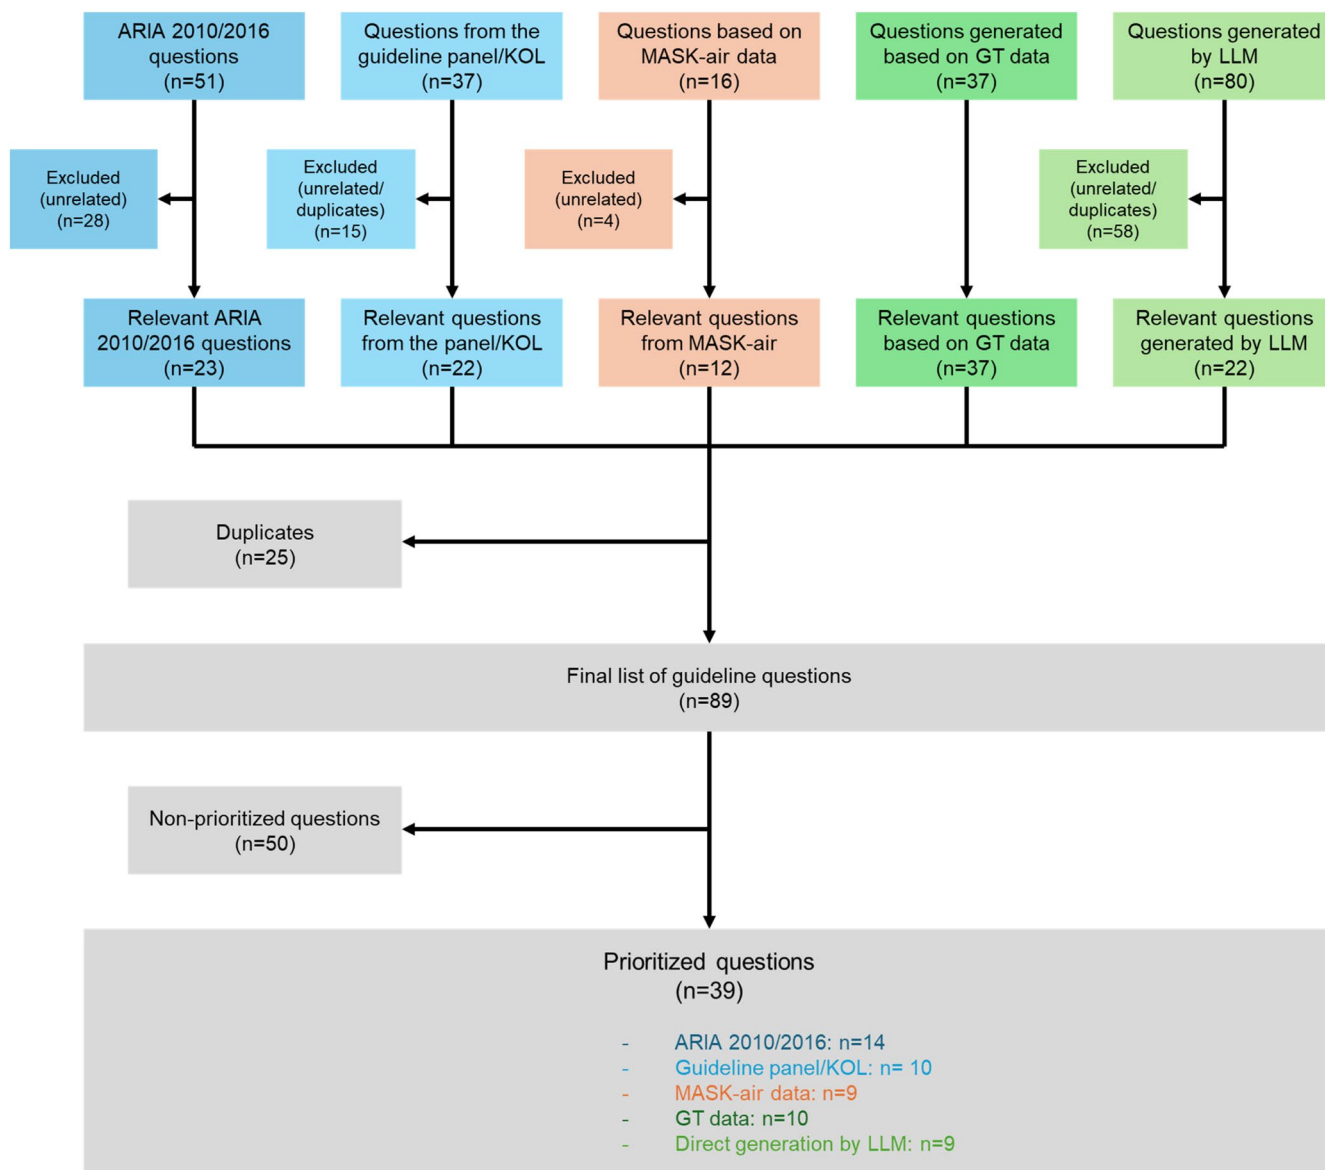 ARIA 2010/2016
questions
(n=51)
Questions from the
guideline panel/KOL
(n=37)
Questions based on
MASK-air data
(n=16)
Questions generated
based on GT data
(n=37)
Questions generated
by LLM
(n=80)
Excluded
(unrelated)
(n=28)
Excluded
(unrelated/
duplicates)
(n=15)
Excluded
(unrelated)
(n=4)
Excluded
(unrelated/
duplicates)
(n=58)
Relevant ARIA
2010/2016 questions
(n=23)
Relevant questions
from the panel/KOL
(n=22)
Relevant questions
from MASK-air
(n=12)
Relevant questions
based on GT data
(n=37)
Relevant questions
generated by LLM
(n=22)
Duplicates
(n=25)
Final list of guideline questions
(n=89)
Non-prioritized questions
(n=50)
Prioritized questions
(n=39)
- ARIA 2010/2016: n=14
- Guideline panel/KOL: n= 10
- MASK-air data: n=9
- GT data: n=10
- Direct generation by LLM: n=9